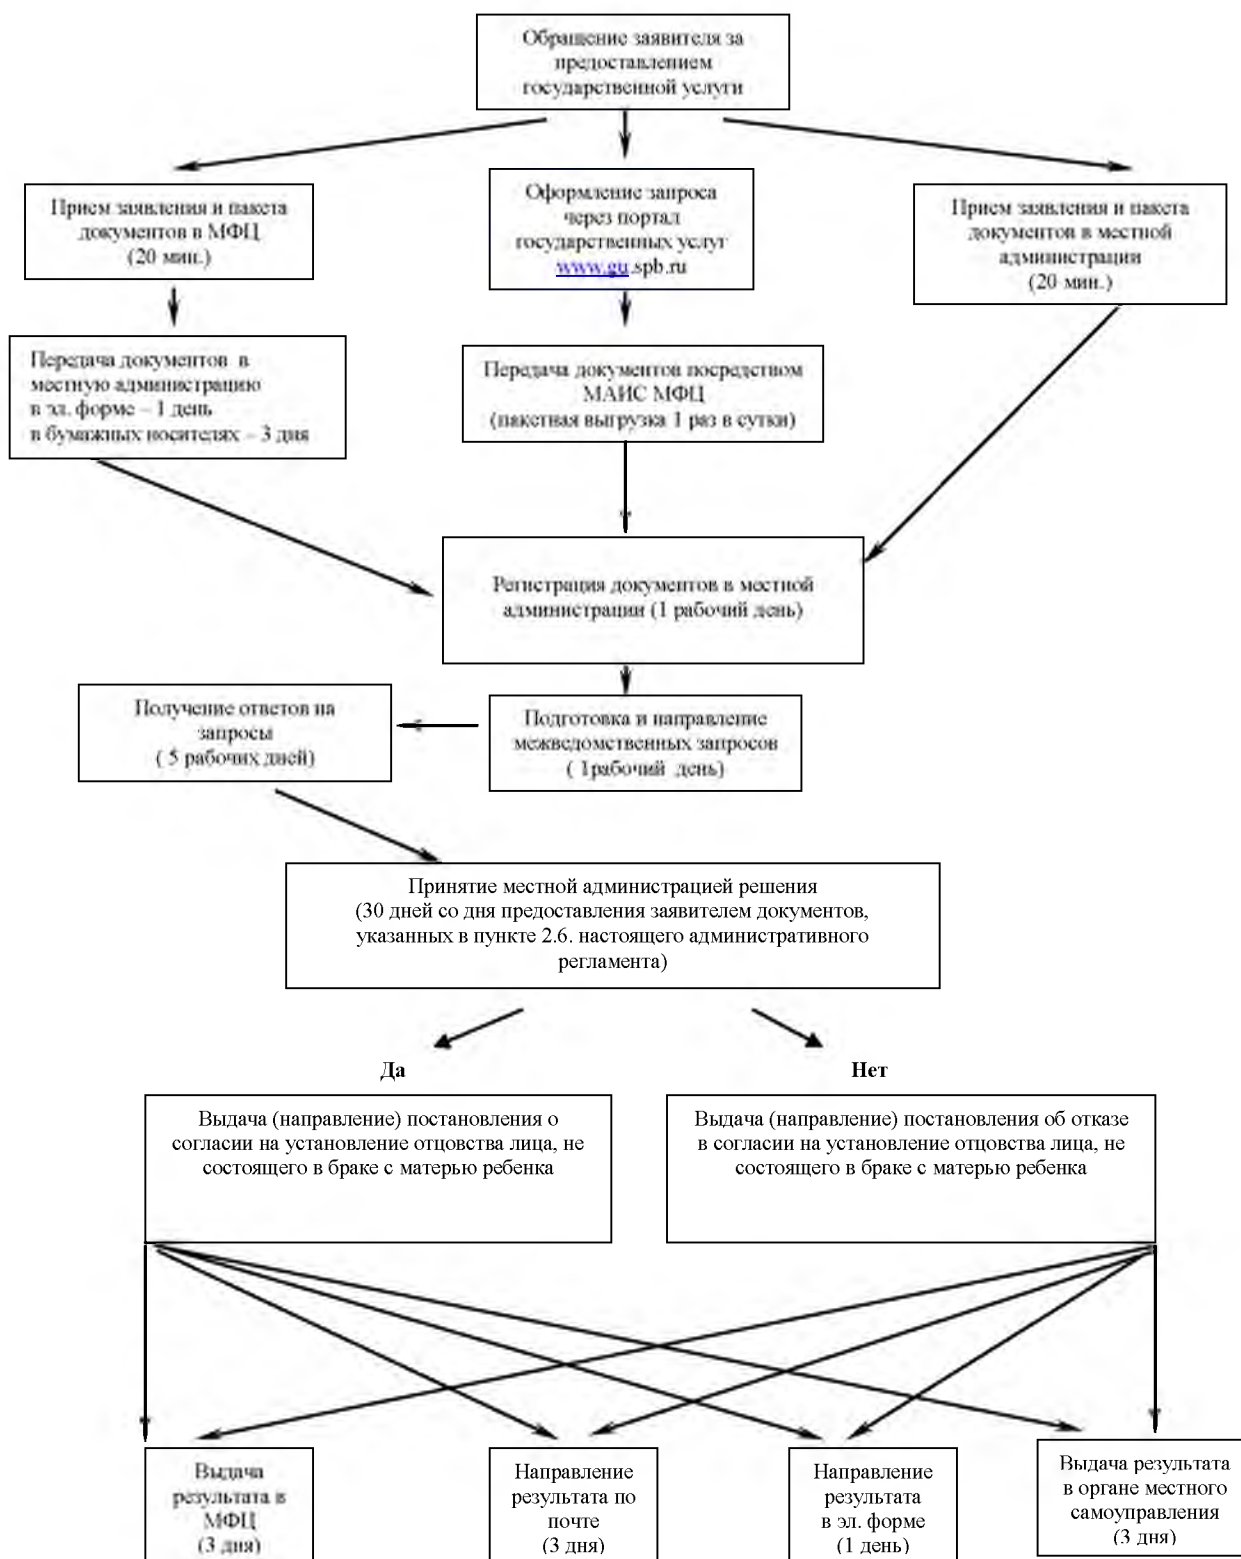 Обращение заявителя за
предоставлением
государственной услуги
Прием заявления и пакета
документов в МФЦ
(20 мин.)
Оформление запроса
через портал
государственных услуг
www.gu.spb.ru
Прием заявления и пакета
документов в местной
администрации
(20 мин.)
Передача документов в
местную администрацию
в эл. форме – 1 день
в бумажных носителях – 3 дня
Передача документов посредством
МАИС МФЦ
(пакетная выгрузка 1 раз в сутки)
Регистрация документов в местной
администрации (1 рабочий день)
Получение ответов на
запросы
( 5 рабочих дней)
Подготовка и направление
межведомственных запросов
( 1рабочий день)
Принятие местной администрацией решения
(30 дней со дня предоставления заявителем документов,
указанных в пункте 2.6. настоящего административного
регламента)
Да
Нет
Выдача (направление) постановления о
согласии на установление отцовства лица, не
состоящего в браке с матерью ребенка
Выдача (направление) постановления об отказе
в согласии на установление отцовства лица, не
состоящего в браке с матерью ребенка
Выдача
результата в
МФЦ
(3 дня)
Направление
результата по
почте
(3 дня)
Направление
результата
в эл. форме
(1 день)
Выдача результата
в органе местного
самоуправления
(3 дня)